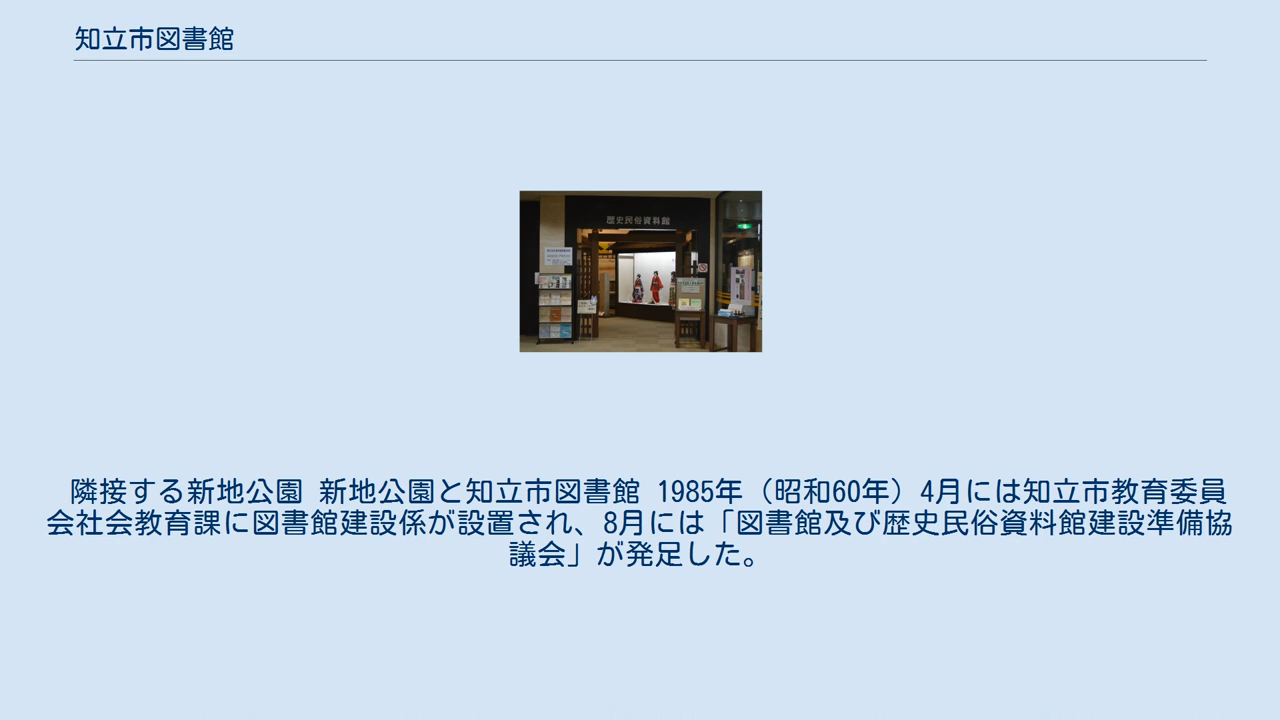 知立市図書館
歴史民俗資料館
隣接する新地公園 新地公園と知立市図書館 1985年（昭和60年）4月には知立市教育委員
会社会教育課に図書館建設係が設置され、8月には「図書館及び歴史民俗資料館建設準備協
議会」が発足した。